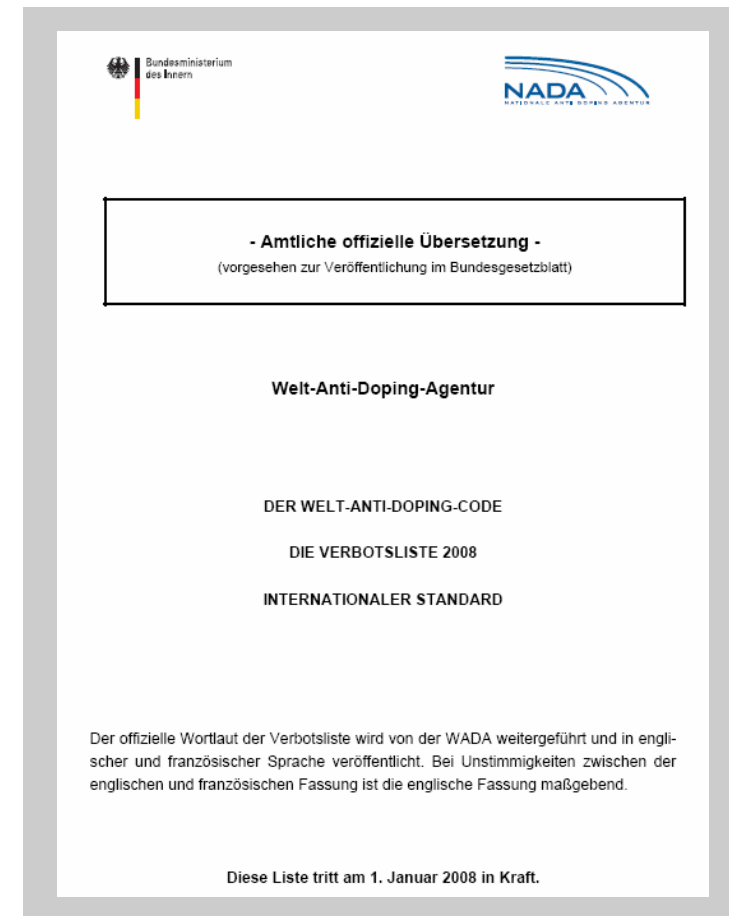 Bundesministerium
des Innern
NADA
NATIONALE ANTI DOPING AGENTUR
- Amtliche offizielle Übersetzung -
(vorgesehen zur Veröffentlichung im Bundesgesetzblatt)
Welt-Anti-Doping-Agentur
DER WELT-ANTI-DOPING-CODE
DIE VERBOTSLISTE 2008
INTERNATIONALER STANDARD
Der offizielle Wortlaut der Verbotsliste wird von der WADA weitergeführt und in engli-
scher und französischer Sprache veröffentlicht. Bei Unstimmigkeiten zwischen der
englischen und französischen Fassung ist die englische Fassung maßgebend.
Diese Liste tritt am 1. Januar 2008 in Kraft.